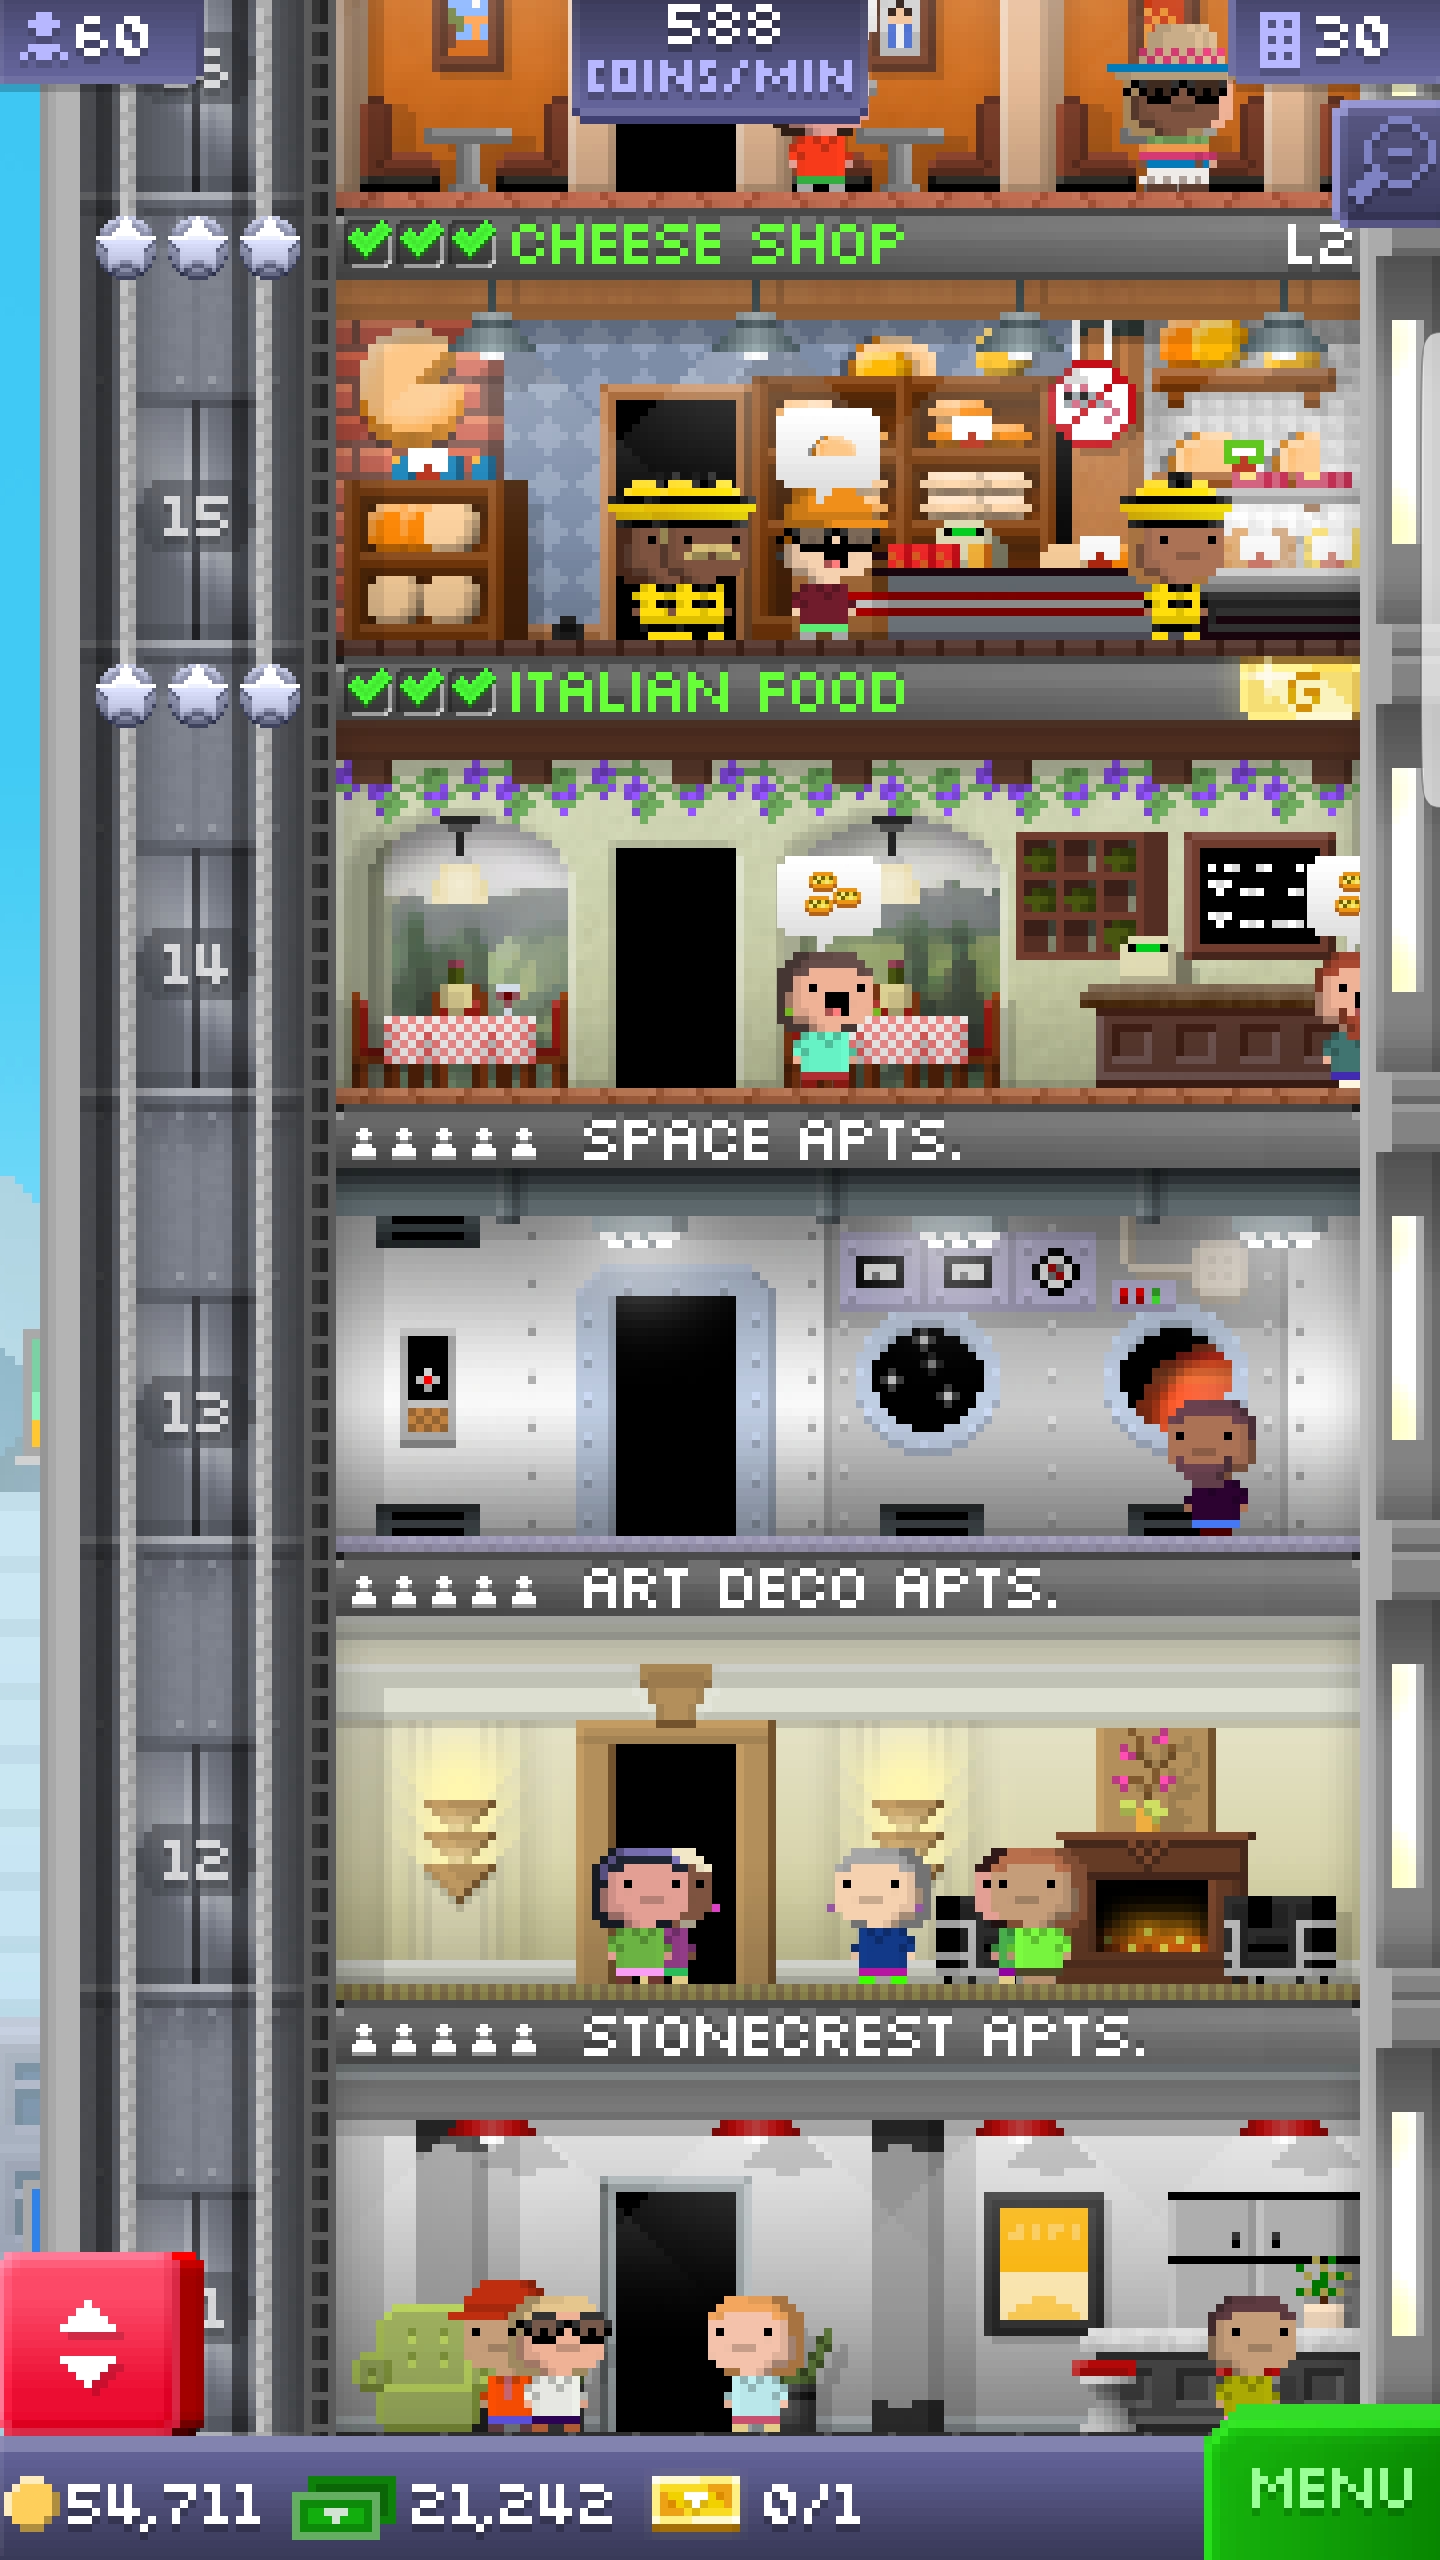 60
588
COINS/MIN
30
CHEESE SHOP
L2
15
ITALIAN FOOD
G
14
SPACE APTS.
13
ART DECO APTS.
12
STONECREST APTS.
54,711
21,242
0/1
MENU